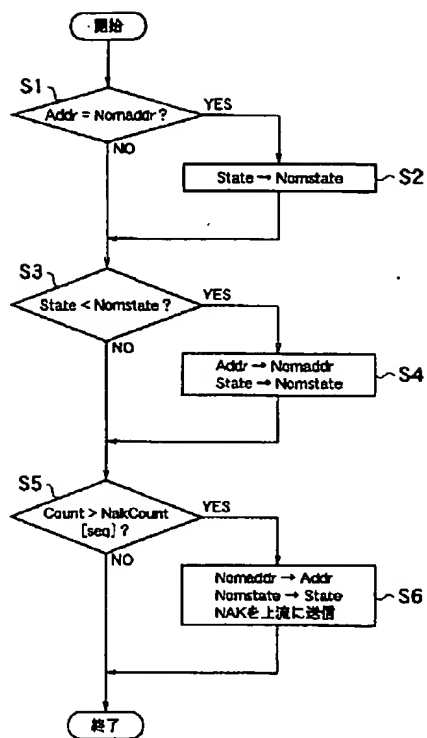 開始
S1
Addr = Nomaddr ?
YES
NO
State → Nomstate
S2
S3
State < Nomstate ?
YES
NO
Addr → Nomaddr
State → Nomstate
S4
S5
Count > NakCount
[seq] ?
YES
NO
Nomaddr → Addr
Nomstate → State
NAKを上流に送信
S6
終了